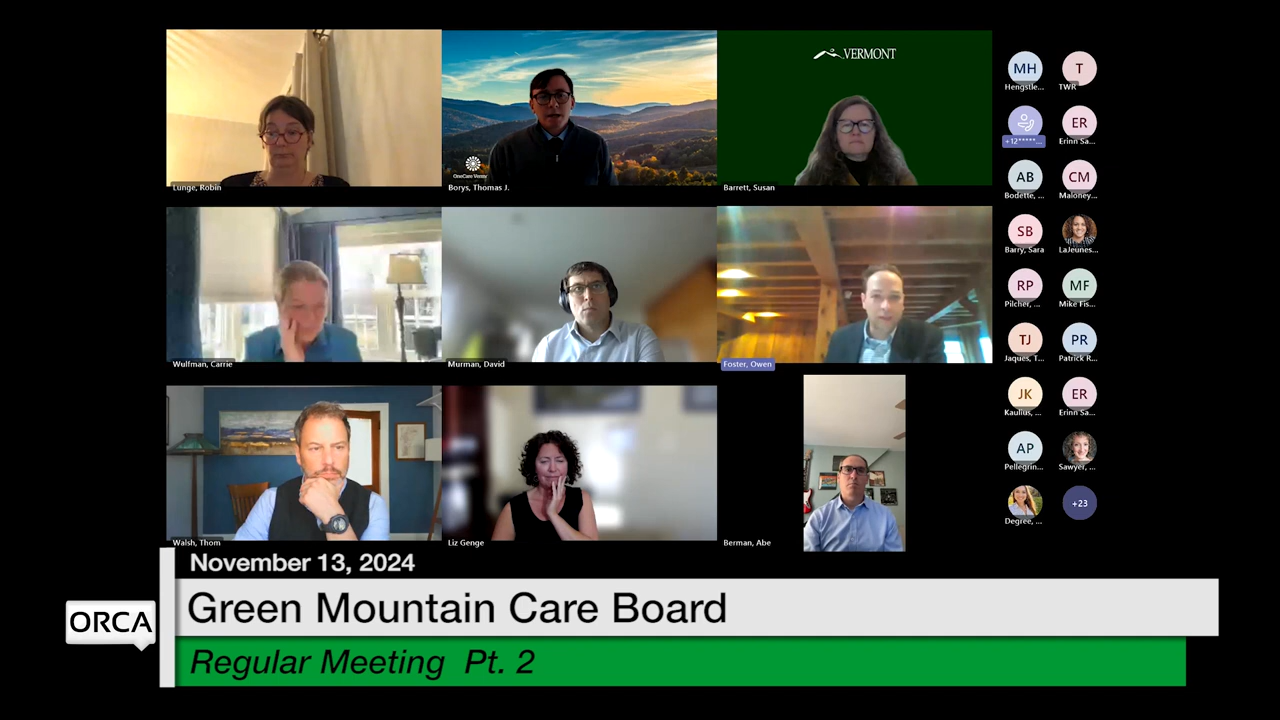 VERMONT
OneCare Vermont
Lunge, Robin
Borys, Thomas J.
Barrett, Susan
Wulfman, Carrie
Murman, David
Foster, Owen
Walsh, Thom
Liz Genge
Berman, Abe
MH
Hengstle...
T
TWR
+12*****...
ER
Erinn Sa...
AB
Bodette, ...
CM
Maloney...
SB
Barry, Sara
LaJeunes...
RP
Pilcher, ...
MF
Mike Fis...
TJ
Jaques, T...
PR
Patrick R...
JK
Kaulius, ...
ER
Erinn Sa...
AP
Pellegrin...
Sawyer, ...
Degree, ...
+23
November 13, 2024
ORCA
Green Mountain Care Board
Regular Meeting Pt. 2